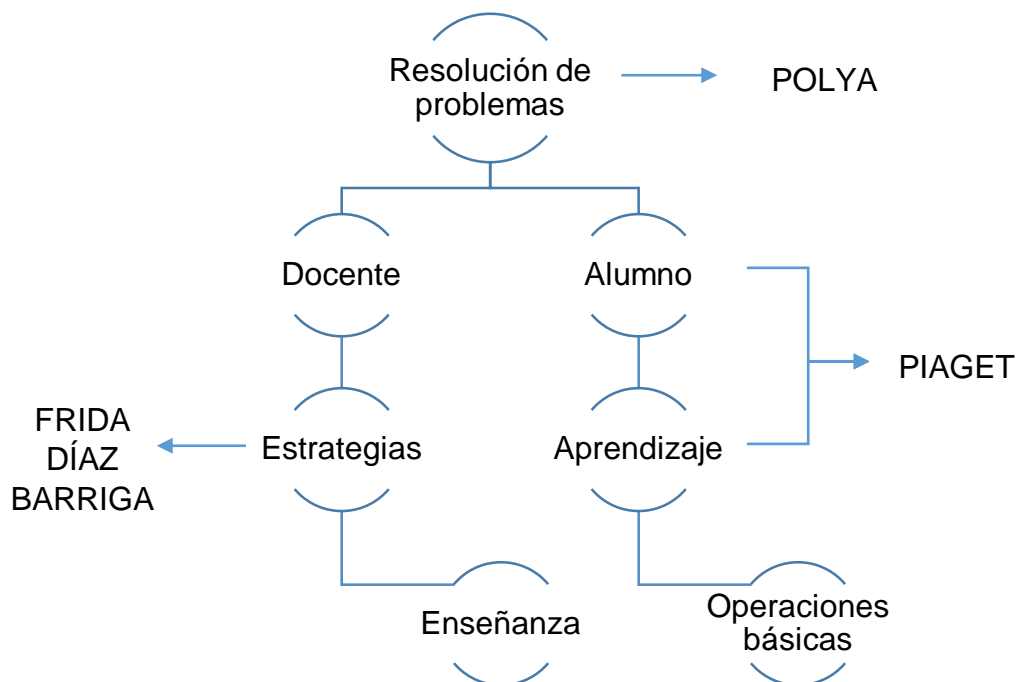 Resolución de
problemas
POLYA
Docente
Alumno
PIAGET
FRIDA
DÍAZ
BARRIGA
Estrategias
Aprendizaje
Enseñanza
Operaciones
básicas